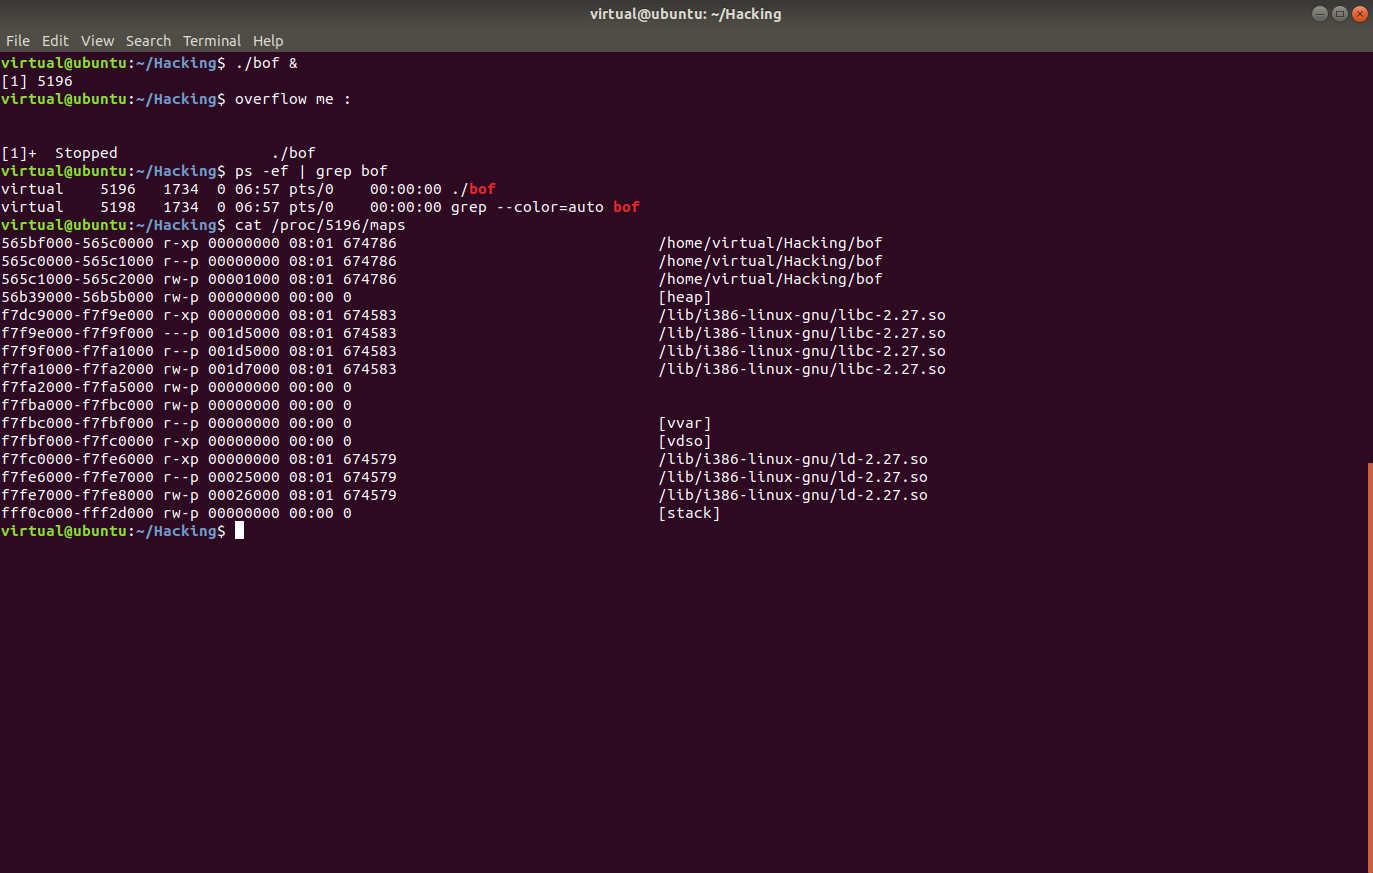 virtual@ubuntu: ~/Hacking
File Edit View Search Terminal Help
virtual@ubuntu:~/Hacking$ ./bof &
[1] 5196
virtual@ubuntu:~/Hacking$ overflow me :
[1]+  Stopped                 ./bof
virtual@ubuntu:~/Hacking$ ps -ef | grep bof
virtual    5196   1734  0 06:57 pts/0    00:00:00 ./bof
virtual    5198   1734  0 06:57 pts/0    00:00:00 grep --color=auto bof
virtual@ubuntu:~/Hacking$ cat /proc/5196/maps
565bf000-565c0000 r-xp 00000000 08:01 674786                             /home/virtual/Hacking/bof
565c0000-565c1000 r--p 00000000 08:01 674786                             /home/virtual/Hacking/bof
565c1000-565c2000 rw-p 00001000 08:01 674786                             /home/virtual/Hacking/bof
56b39000-56b5b000 rw-p 00000000 00:00 0                                  [heap]
f7dc9000-f7f9e000 r-xp 00000000 08:01 674583                             /lib/i386-linux-gnu/libc-2.27.so
f7f9e000-f7f9f000 ---p 001d5000 08:01 674583                             /lib/i386-linux-gnu/libc-2.27.so
f7f9f000-f7fa1000 r--p 001d5000 08:01 674583                             /lib/i386-linux-gnu/libc-2.27.so
f7fa1000-f7fa2000 rw-p 001d7000 08:01 674583                             /lib/i386-linux-gnu/libc-2.27.so
f7fa2000-f7fa5000 rw-p 00000000 00:00 0
f7fba000-f7fbc000 rw-p 00000000 00:00 0
f7fbc000-f7fbf000 r--p 00000000 00:00 0                                  [vvar]
f7fbf000-f7fc0000 r-xp 00000000 00:00 0                                  [vdso]
f7fc0000-f7fe6000 r-xp 00000000 08:01 674579                             /lib/i386-linux-gnu/ld-2.27.so
f7fe6000-f7fe7000 r--p 00025000 08:01 674579                             /lib/i386-linux-gnu/ld-2.27.so
f7fe7000-f7fe8000 rw-p 00026000 08:01 674579                             /lib/i386-linux-gnu/ld-2.27.so
fff0c000-fff2d000 rw-p 00000000 00:00 0                                  [stack]
virtual@ubuntu:~/Hacking$